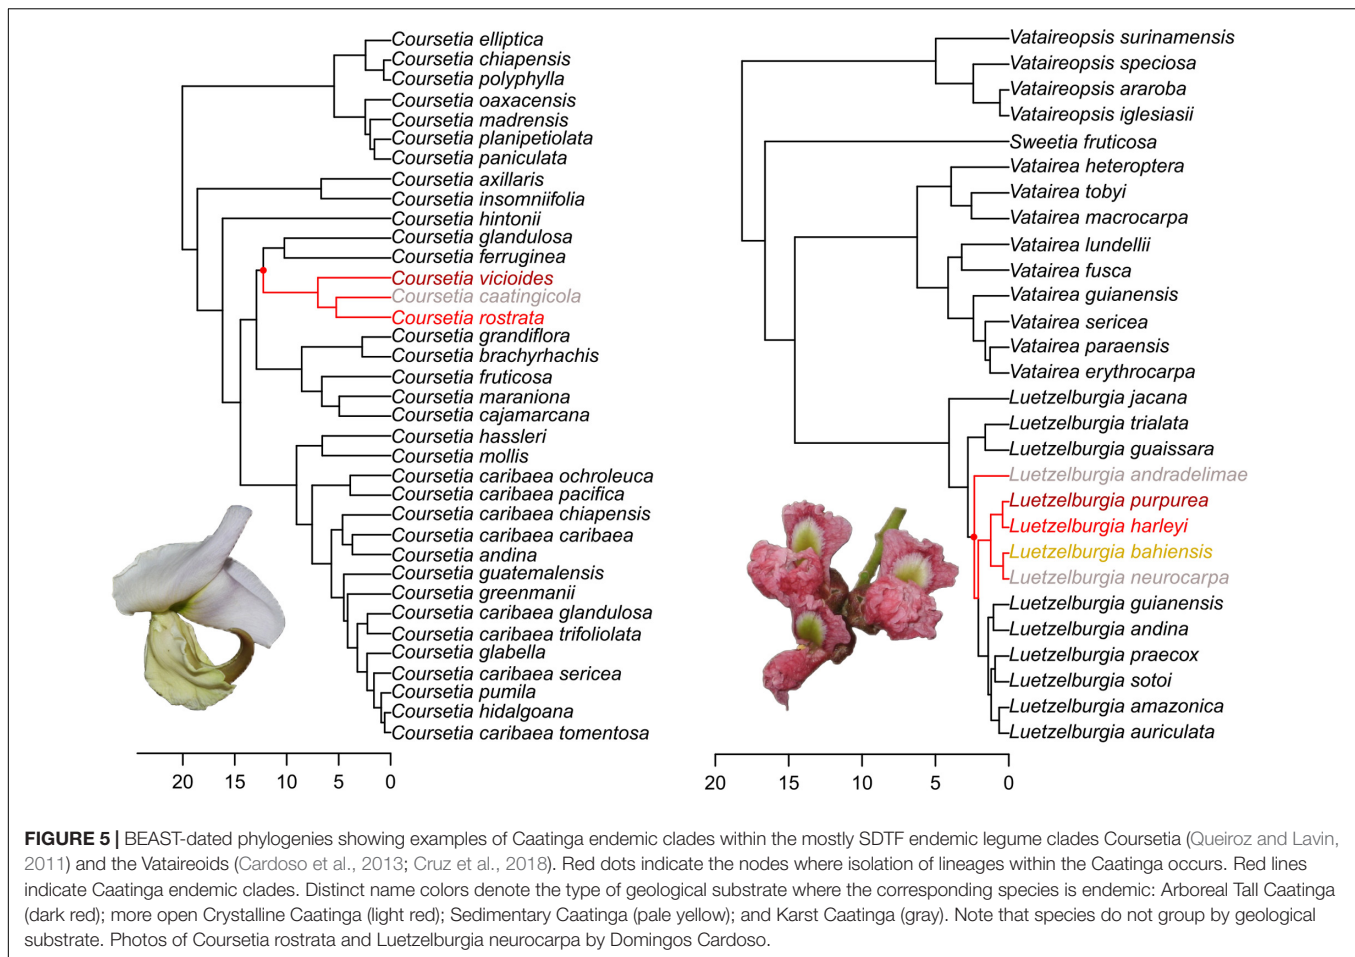 Coursetia elliptica
Coursetia chiapensis
Coursetia polyphylla
Coursetia oaxacensis
Coursetia madrensis
Coursetia planipetiolata
Coursetia paniculata
Coursetia axillaris
Coursetia insomniifolia
Coursetia hintonii
Coursetia glandulosa
Coursetia ferruginea
Coursetia vicioides
Coursetia caatingicola
Coursetia rostrata
Coursetia grandiflora
Coursetia brachyrhachis
Coursetia fruticosa
Coursetia maraniona
Coursetia cajamarcana
Coursetia hassleri
Coursetia mollis
Coursetia caribaea ochroleuca
Coursetia caribaea pacifica
Coursetia caribaea chiapensis
Coursetia caribaea caribaea
Coursetia andina
Coursetia guatemalensis
Coursetia greenmanii
Coursetia caribaea glandulosa
Coursetia caribaea trifoliolata
Coursetia glabella
Coursetia caribaea sericea
Coursetia pumila
Coursetia hidalgoana
Coursetia caribaea tomentosa
20 15 10 5 0
Vataireopsis surinamensis
Vataireopsis speciosa
Vataireopsis araroba
Vataireopsis iglesiasii
Sweetia fruticosa
Vatairea heteroptera
Vatairea tobyi
Vatairea macrocarpa
Vatairea lundellii
Vatairea fusca
Vatairea guianensis
Vatairea sericea
Vatairea paraensis
Vatairea erythrocarpa
Luetzelburgia jacana
Luetzelburgia trialata
Luetzelburgia guaissara
Luetzelburgia andradelimae
Luetzelburgia purpurea
Luetzelburgia harleyi
Luetzelburgia bahiensis
Luetzelburgia neurocarpa
Luetzelburgia guianensis
Luetzelburgia andina
Luetzelburgia praecox
Luetzelburgia sotoi
Luetzelburgia amazonica
Luetzelburgia auriculata
20 15 10 5 0
FIGURE 5 | BEAST-dated phylogenies showing examples of Caatinga endemic clades within the mostly SDTF endemic legume clades Coursetia (Queiroz and Lavin,
2011) and the Vataireoids (Cardoso et al., 2013; Cruz et al., 2018). Red dots indicate the nodes where isolation of lineages within the Caatinga occurs. Red lines
indicate Caatinga endemic clades. Distinct name colors denote the type of geological substrate where the corresponding species is endemic: Arboreal Tall Caatinga
(dark red); more open Crystalline Caatinga (light red); Sedimentary Caatinga (pale yellow); and Karst Caatinga (gray). Note that species do not group by geological
substrate. Photos of Coursetia rostrata and Luetzelburgia neurocarpa by Domingos Cardoso.